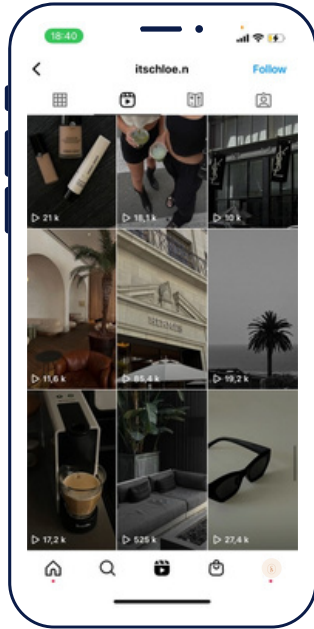 18:40
itschloe.n
Follow
21 k
18,1 k
10 k
11,6 k
85,4 k
19,2 k
17,2 k
525 k
27,4 k